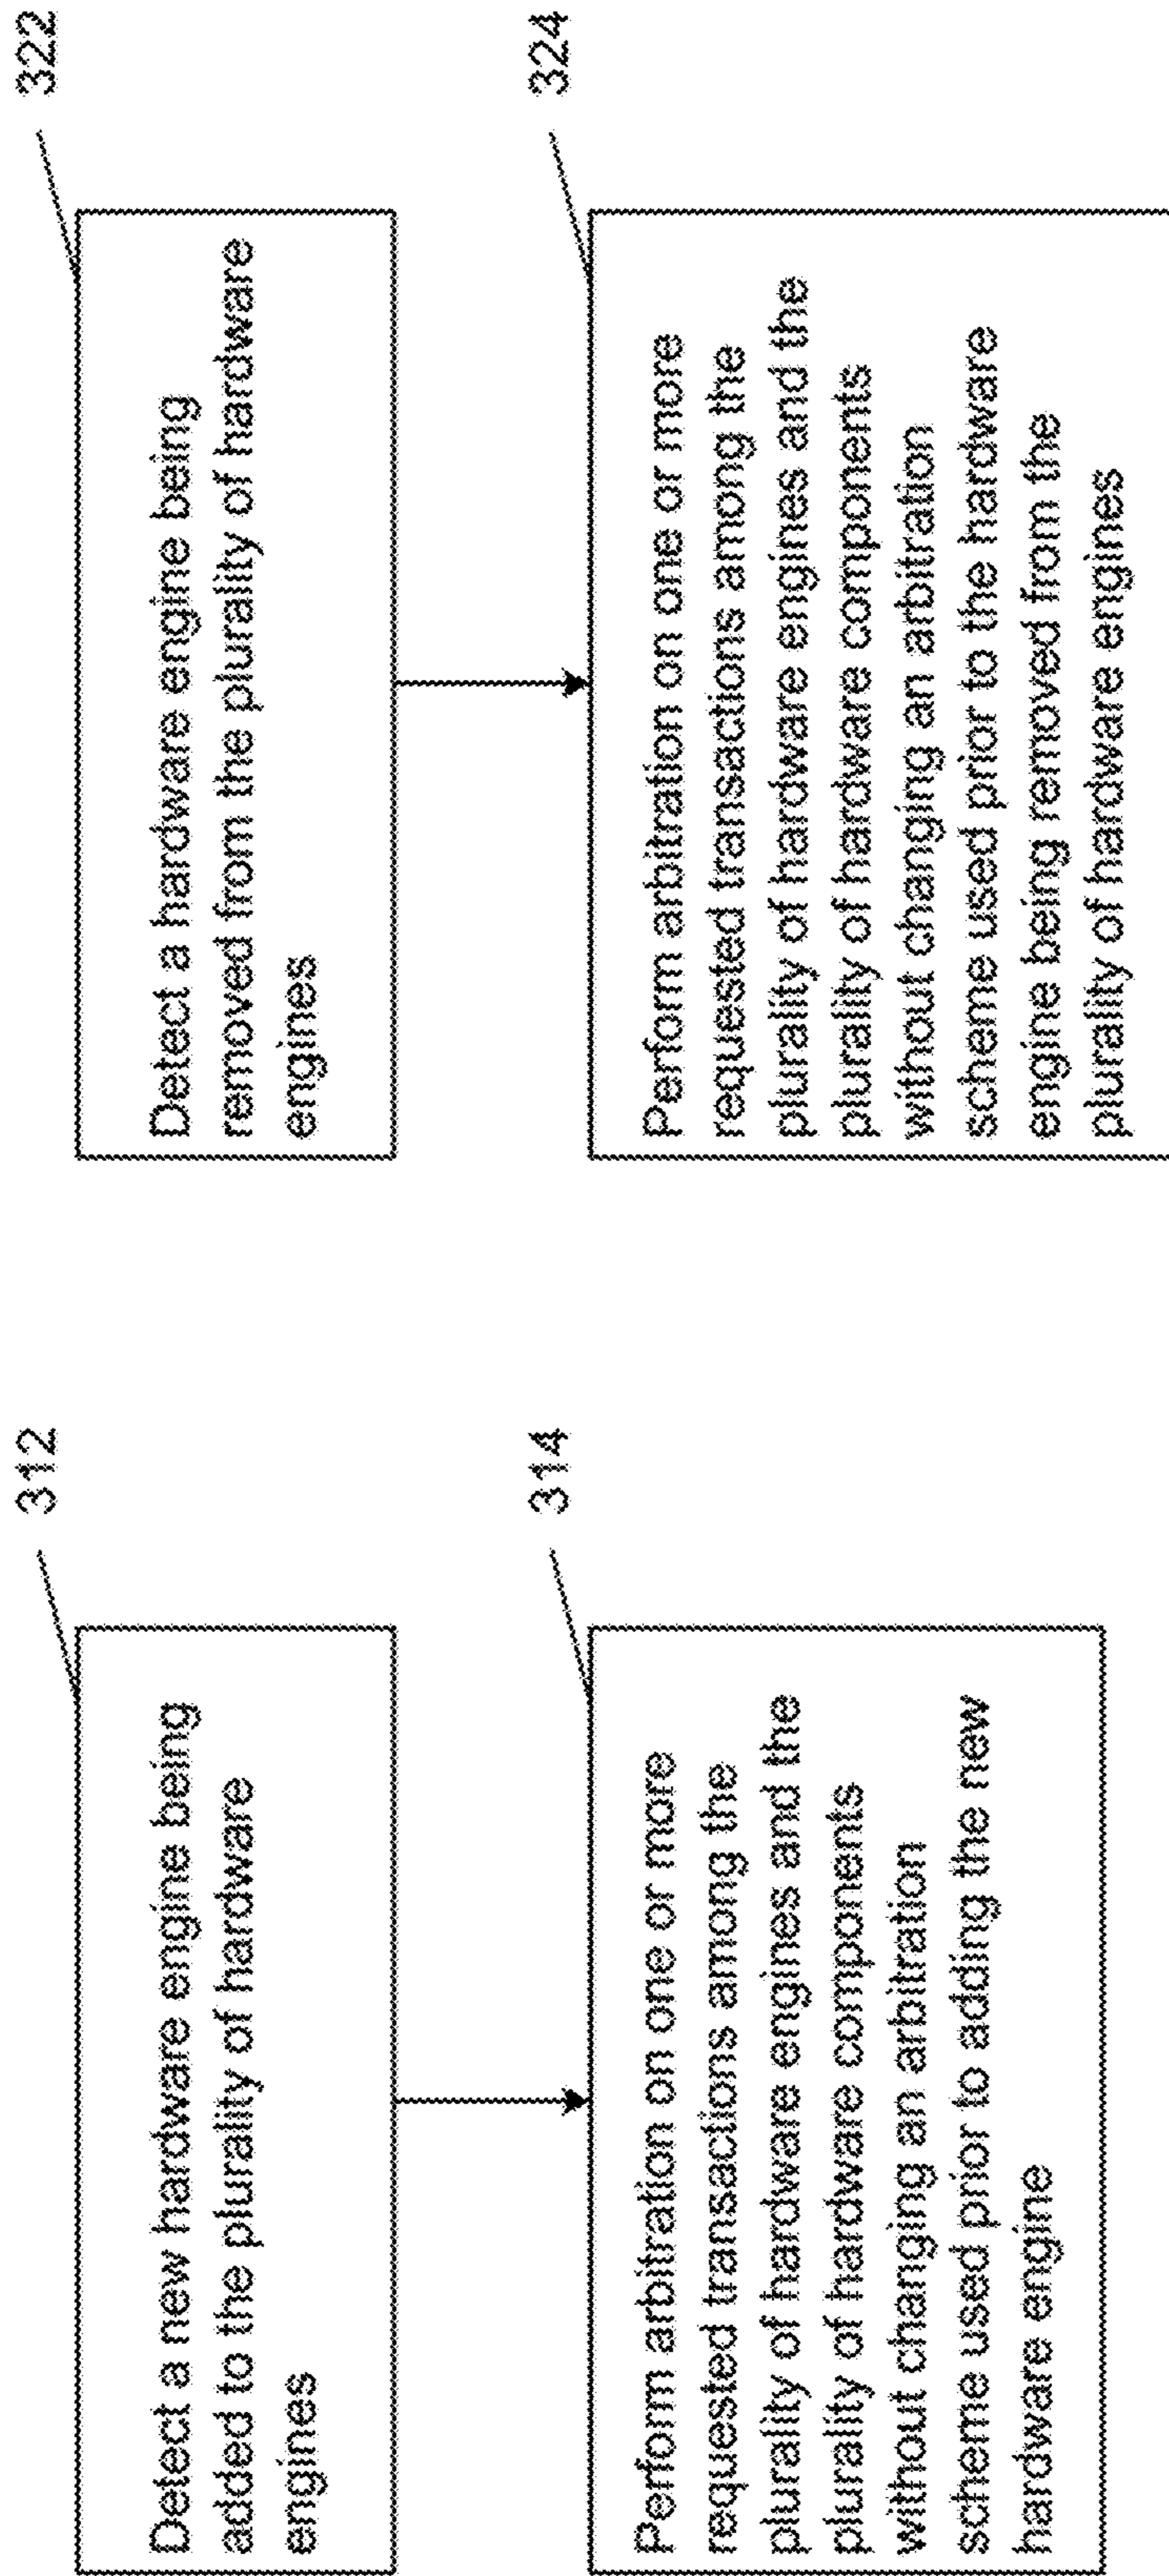 312
Detect a new hardware engine being
added to the plurality of hardware
engines
314
Perform arbitration on one or more
requested transactions among the
plurality of hardware engines and the
plurality of hardware components
without changing an arbitration
scheme used prior to adding the new
hardware engine
322
Detect a hardware engine being
removed from the plurality of hardware
engines
324
Perform arbitration on one or more
requested transactions among the
plurality of hardware engines and the
plurality of hardware components
without changing an arbitration
scheme used prior to the hardware
engine being removed from the
plurality of hardware engines